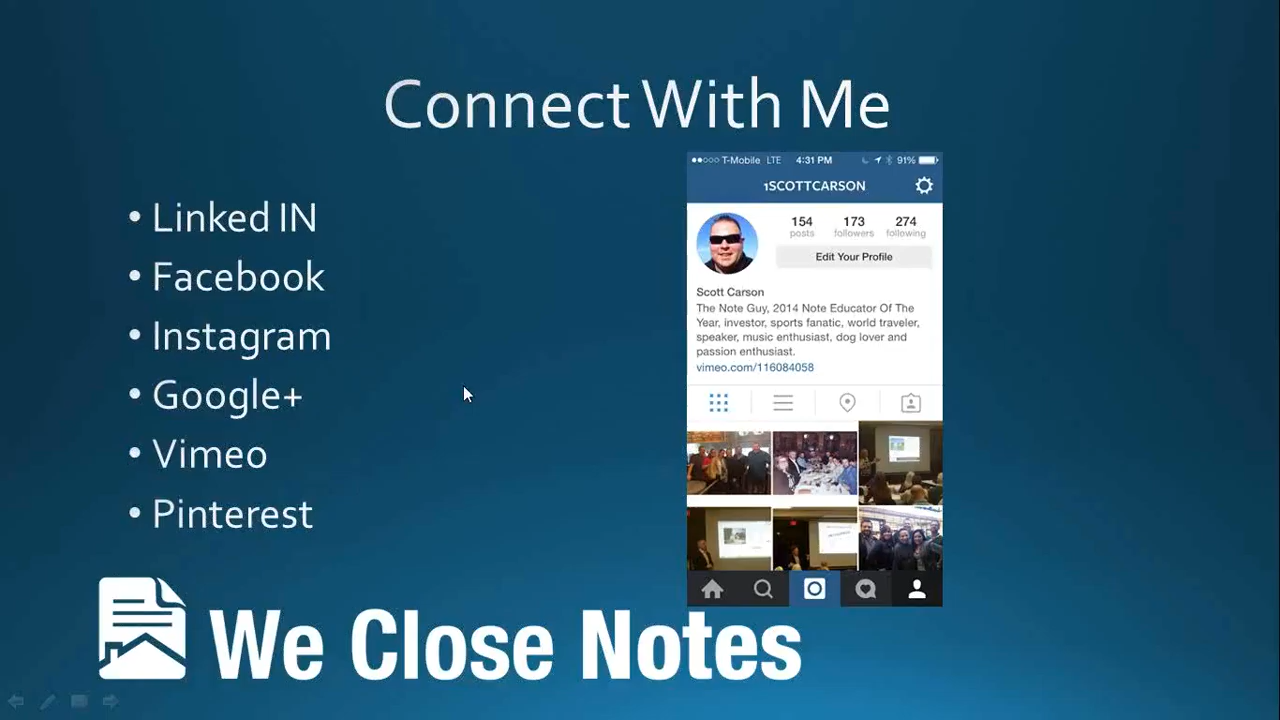 Connect With Me
• Linked IN
• Facebook
• Instagram
• Google+
• Vimeo
• Pinterest
T-Mobile LTE 4:31 PM 91%
1SCOTTCARSON
154 173 274
posts followers following
Edit Your Profile
Scott Carson
The Note Guy, 2014 Note Educator Of The
Year, investor, sports fanatic, world traveler,
speaker, music enthusiast, dog lover and
passion enthusiast.
vimeo.com/116084058
We Close Notes